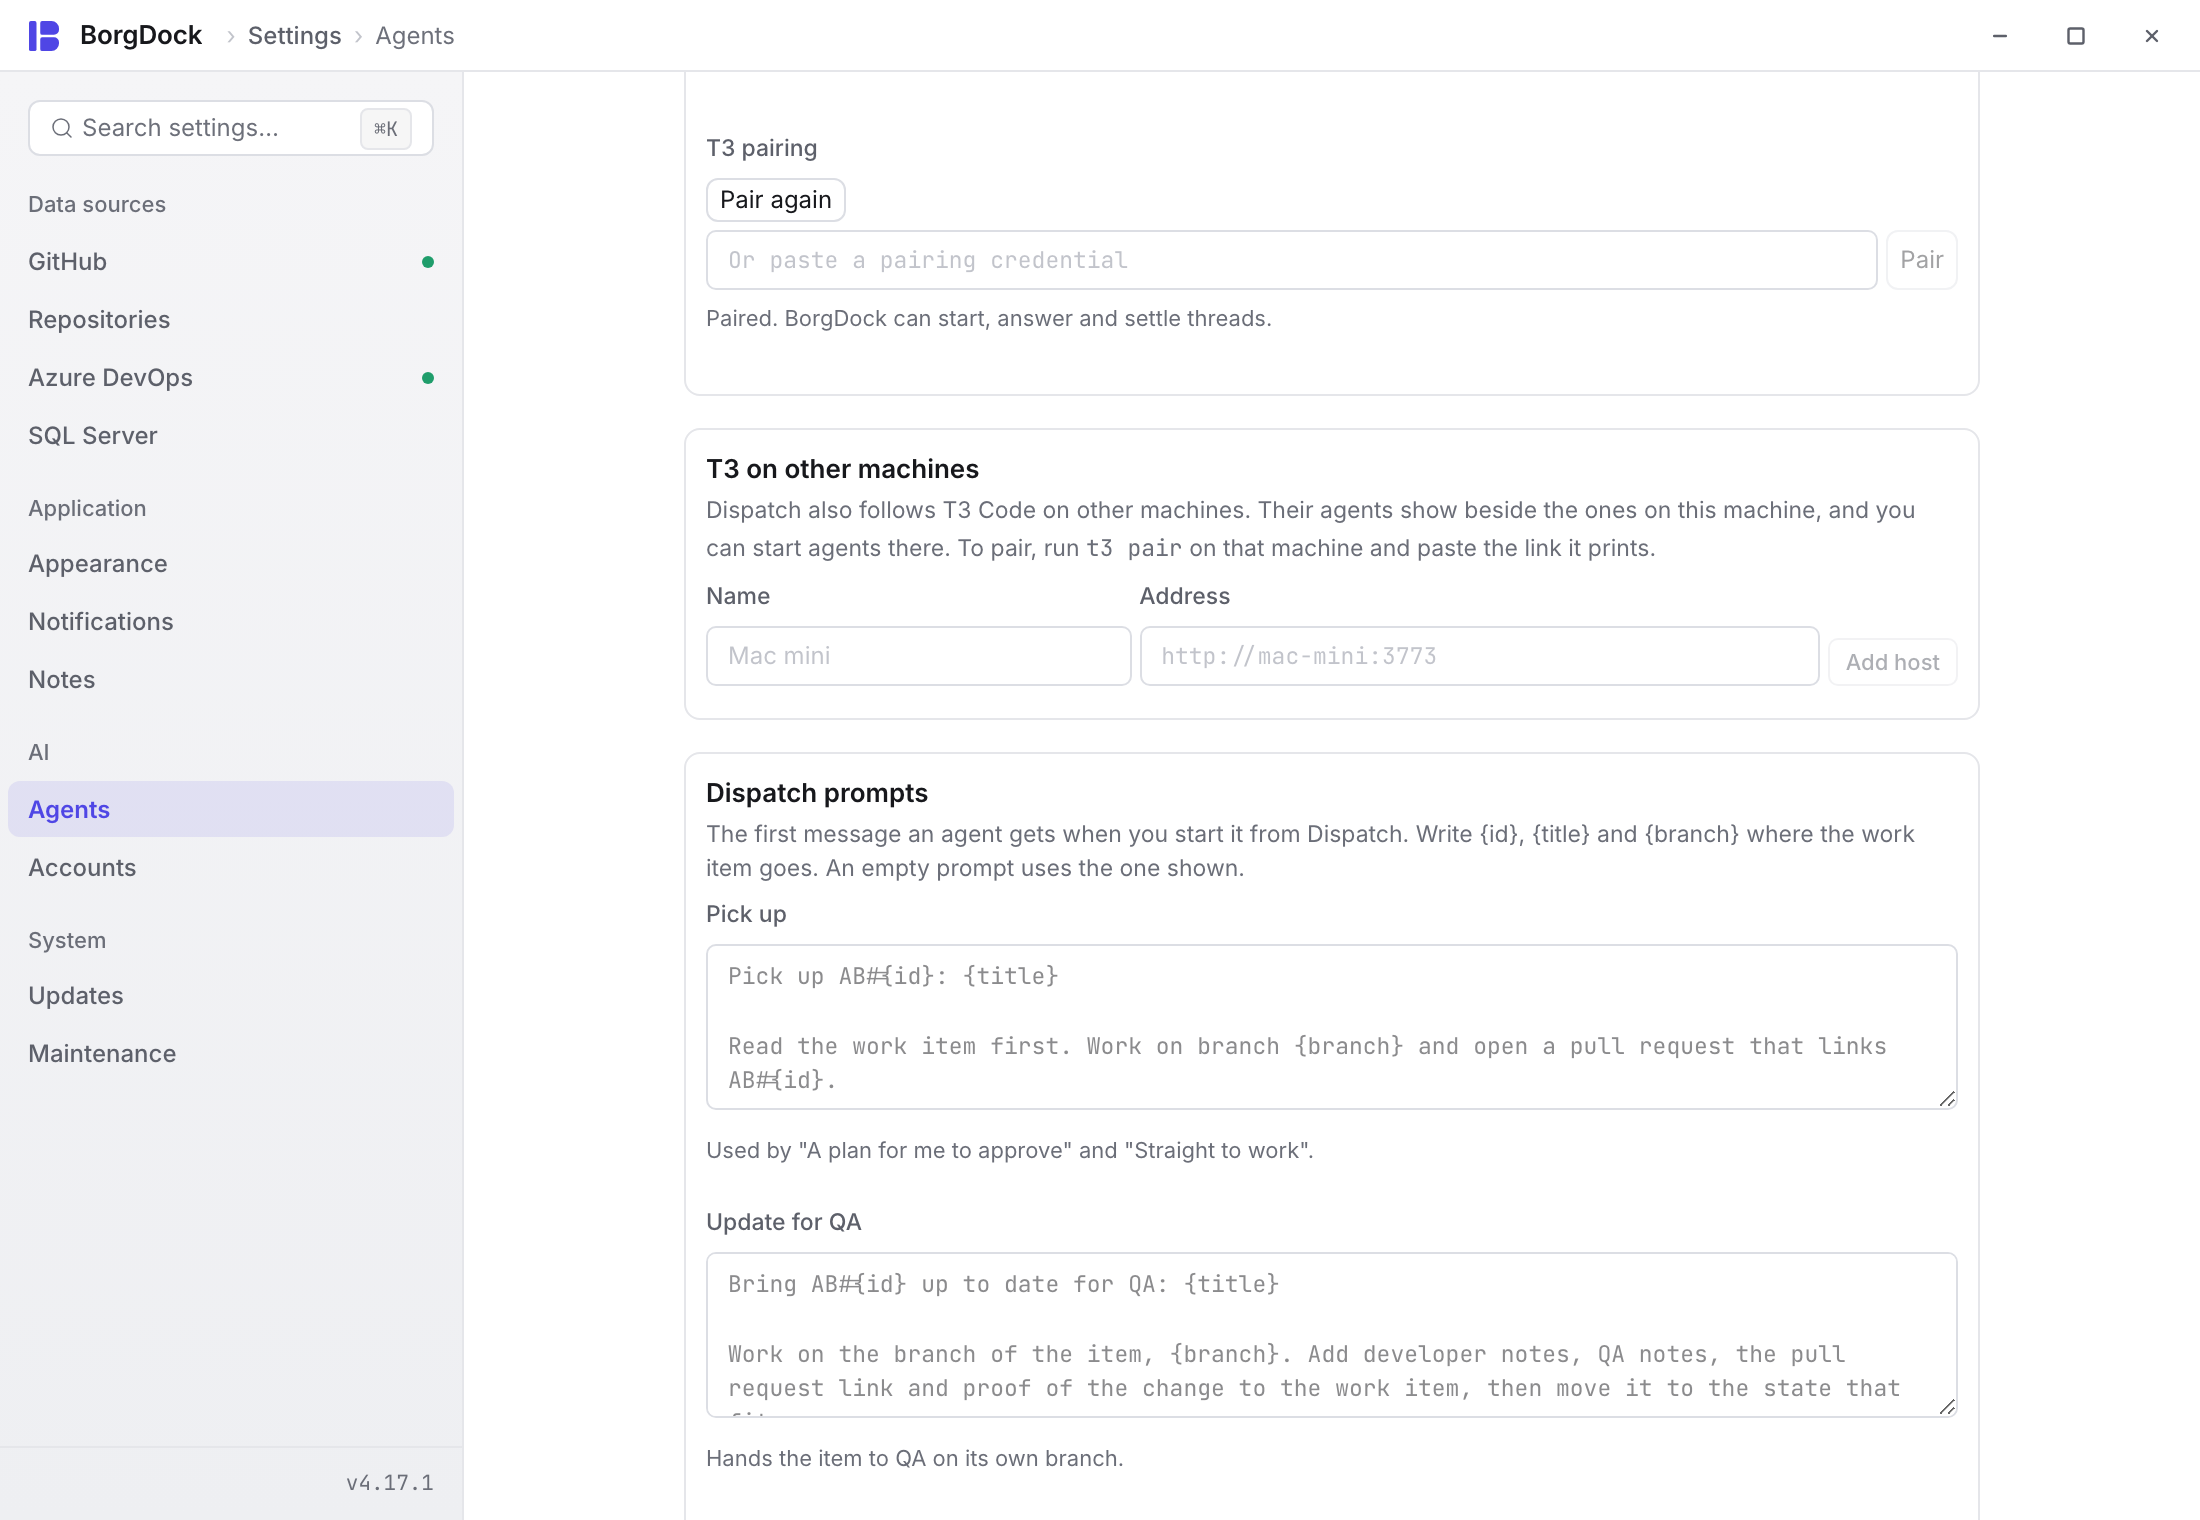 BorgDock › Settings › Agents
Search settings... ⌘K
Data sources
GitHub
Repositories
Azure DevOps
SQL Server
Application
Appearance
Notifications
Notes
AI
Agents
Accounts
System
Updates
Maintenance
v4.17.1
T3 pairing
Pair again
Or paste a pairing credential
Pair
Paired. BorgDock can start, answer and settle threads.
T3 on other machines
Dispatch also follows T3 Code on other machines. Their agents show beside the ones on this machine, and you
can start agents there. To pair, run t3 pair on that machine and paste the link it prints.
Name Address
Mac mini http://mac-mini:3773 Add host
Dispatch prompts
The first message an agent gets when you start it from Dispatch. Write {id}, {title} and {branch} where the work
item goes. An empty prompt uses the one shown.
Pick up
Pick up AB#{id}: {title}
Read the work item first. Work on branch {branch} and open a pull request that links
AB#{id}.
Used by "A plan for me to approve" and "Straight to work".
Update for QA
Bring AB#{id} up to date for QA: {title}
Work on the branch of the item, {branch}. Add developer notes, QA notes, the pull
request link and proof of the change to the work item, then move it to the state that
Hands the item to QA on its own branch.